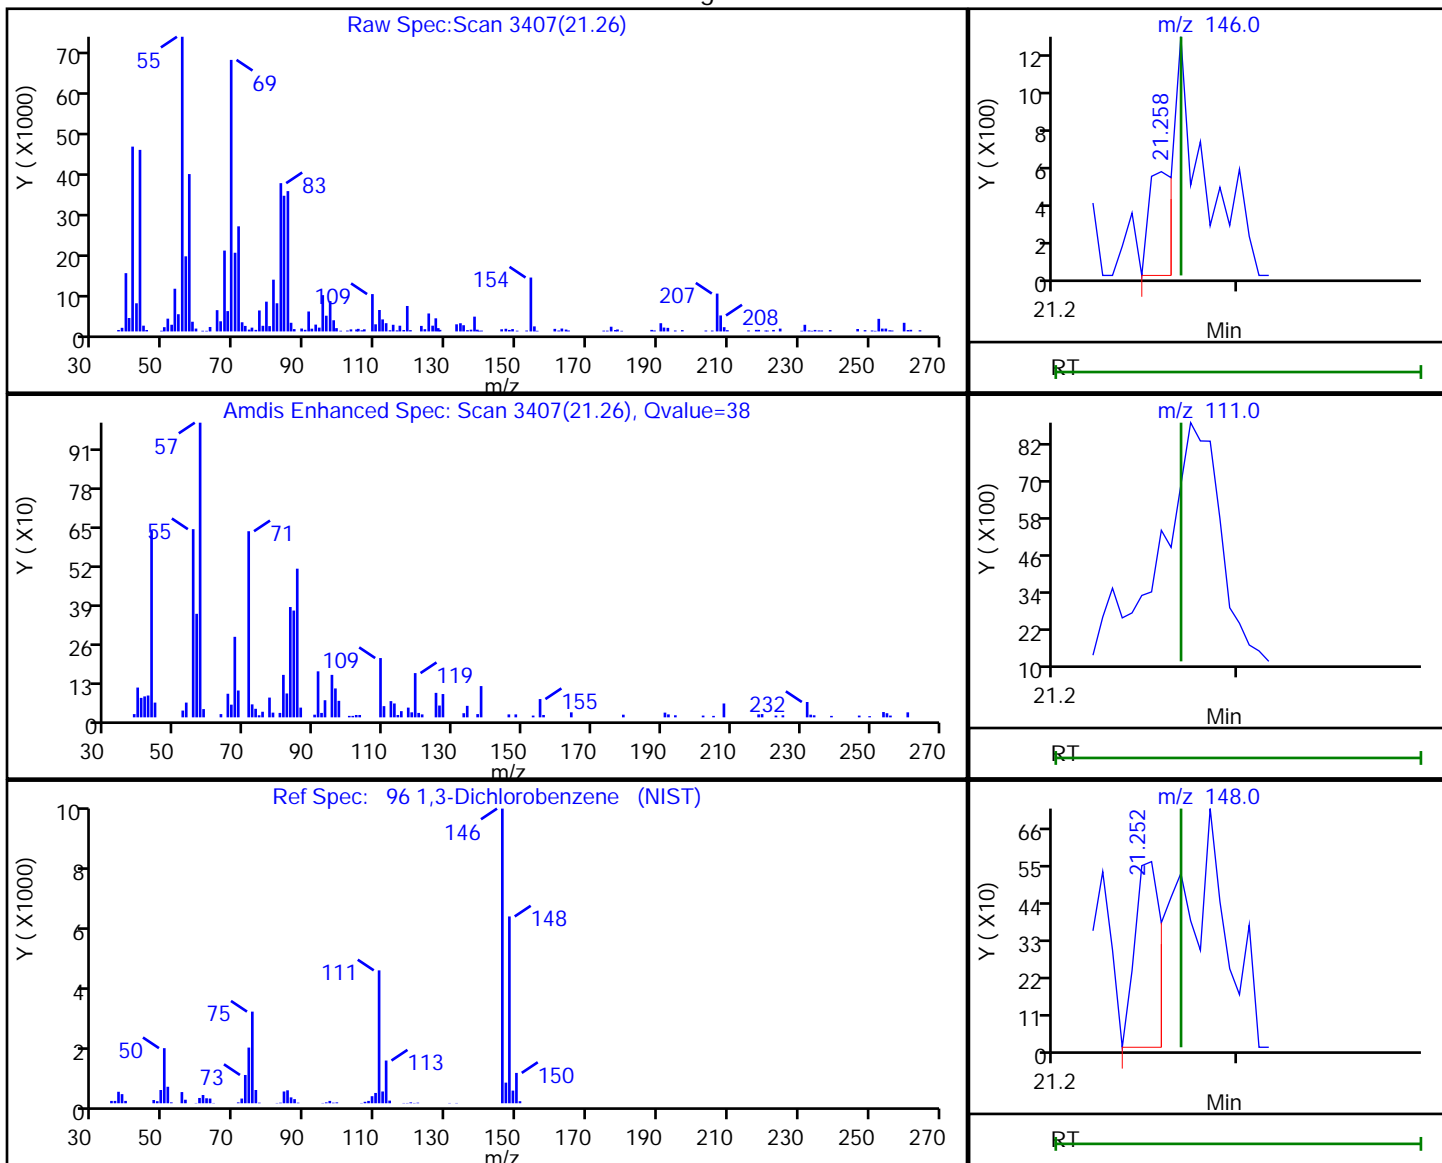 g
Raw Spec:Scan 3407(21.26)
Y ( X1000)
70
60
50
40
30
20
10
0
55
69
83
109
154
207
208
30 50 70 90 110 130 150 170 190 210 230 250 270
m/z
m/z 146.0
Y ( X100)
12
10
8
6
4
2
0
21.258
21.2
Min
RT
Amdis Enhanced Spec: Scan 3407(21.26), Qvalue=38
Y ( X10)
91
78
65
52
39
26
13
0
57
55
71
109
119
155
232
30 50 70 90 110 130 150 170 190 210 230 250 270
m/z
m/z 111.0
Y ( X100)
82
70
58
46
34
22
10
21.2
Min
RT
Ref Spec: 96 1,3-Dichlorobenzene (NIST)
Y ( X1000)
10
8
6
4
2
0
146
148
111
75
50
73
113
150
30 50 70 90 110 130 150 170 190 210 230 250 270
m/z
m/z 148.0
Y ( X10)
66
55
44
33
22
11
0
21.252
21.2
Min
RT